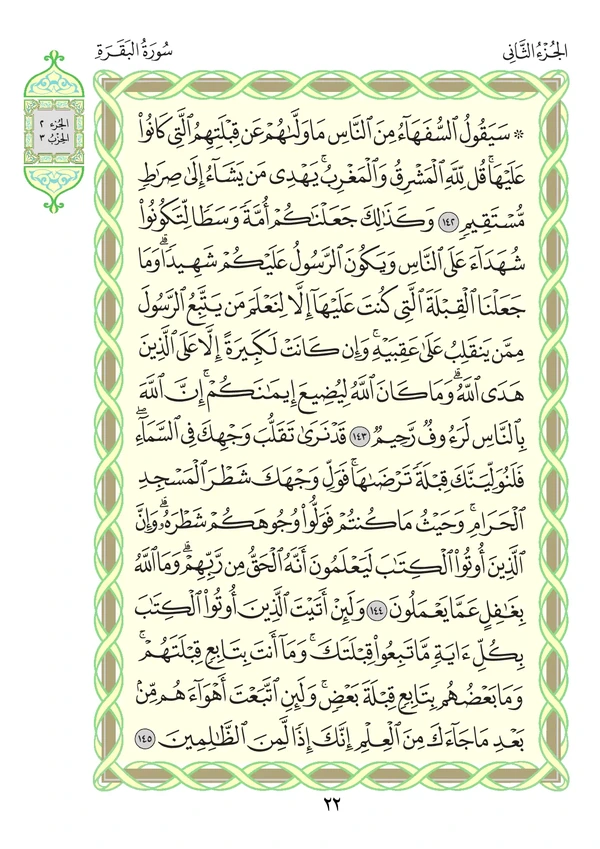 الجُزْءُ الثَّانِي
سُورَةُ البَقَرَةِ
الجُزء ٢
الحِزْبُ ٣
۞ سَيَقُولُ ٱلسُّفَهَآءُ مِنَ ٱلنَّاسِ مَا وَلَّىٰهُمْ عَن قِبْلَتِهِمُ ٱلَّتِى كَانُوا۟
عَلَيْهَا ۚ قُل لِّلَّهِ ٱلْمَشْرِقُ وَٱلْمَغْرِبُ ۚ يَهْدِى مَن يَشَآءُ إِلَىٰ صِرَٰطٍ
مُّسْتَقِيمٍ ١٤٢ وَكَذَٰلِكَ جَعَلْنَٰكُمْ أُمَّةً وَسَطًا لِّتَكُونُوا۟
شُهَدَآءَ عَلَى ٱلنَّاسِ وَيَكُونَ ٱلرَّسُولُ عَلَيْكُمْ شَهِيدًا ۗ وَمَا
جَعَلْنَا ٱلْقِبْلَةَ ٱلَّتِى كُنتَ عَلَيْهَآ إِلَّا لِنَعْلَمَ مَن يَتَّبِعُ ٱلرَّسُولَ
مِمَّن يَنقَلِبُ عَلَىٰ عَقِبَيْهِ ۚ وَإِن كَانَتْ لَكَبِيرَةً إِلَّا عَلَى ٱلَّذِينَ
هَدَى ٱللَّهُ ۗ وَمَا كَانَ ٱللَّهُ لِيُضِيعَ إِيمَٰنَكُمْ ۚ إِنَّ ٱللَّهَ
بِٱلنَّاسِ لَرَءُوفٌ رَّحِيمٌ ١٤٣ قَدْ نَرَىٰ تَقَلُّبَ وَجْهِكَ فِى ٱلسَّمَآءِ ۖ
فَلَنُوَلِّيَنَّكَ قِبْلَةً تَرْضَىٰهَا ۚ فَوَلِّ وَجْهَكَ شَطْرَ ٱلْمَسْجِدِ
ٱلْحَرَامِ ۚ وَحَيْثُ مَا كُنتُمْ فَوَلُّوا۟ وُجُوهَكُمْ شَطْرَهُۥ ۗ وَإِنَّ
ٱلَّذِينَ أُوتُوا۟ ٱلْكِتَٰبَ لَيَعْلَمُونَ أَنَّهُ ٱلْحَقُّ مِن رَّبِّهِمْ ۗ وَمَا ٱللَّهُ
بِغَٰفِلٍ عَمَّا يَعْمَلُونَ ١٤٤ وَلَئِنْ أَتَيْتَ ٱلَّذِينَ أُوتُوا۟ ٱلْكِتَٰبَ
بِكُلِّ ءَايَةٍ مَّا تَبِعُوا۟ قِبْلَتَكَ ۚ وَمَآ أَنتَ بِتَابِعٍ قِبْلَتَهُمْ ۚ
وَمَا بَعْضُهُم بِتَابِعٍ قِبْلَةَ بَعْضٍ ۚ وَلَئِنِ ٱتَّبَعْتَ أَهْوَآءَهُم مِّنۢ
بَعْدِ مَا جَآءَكَ مِنَ ٱلْعِلْمِ إِنَّكَ إِذًا لَّمِنَ ٱلظَّٰلِمِينَ ١٤٥
٢٢